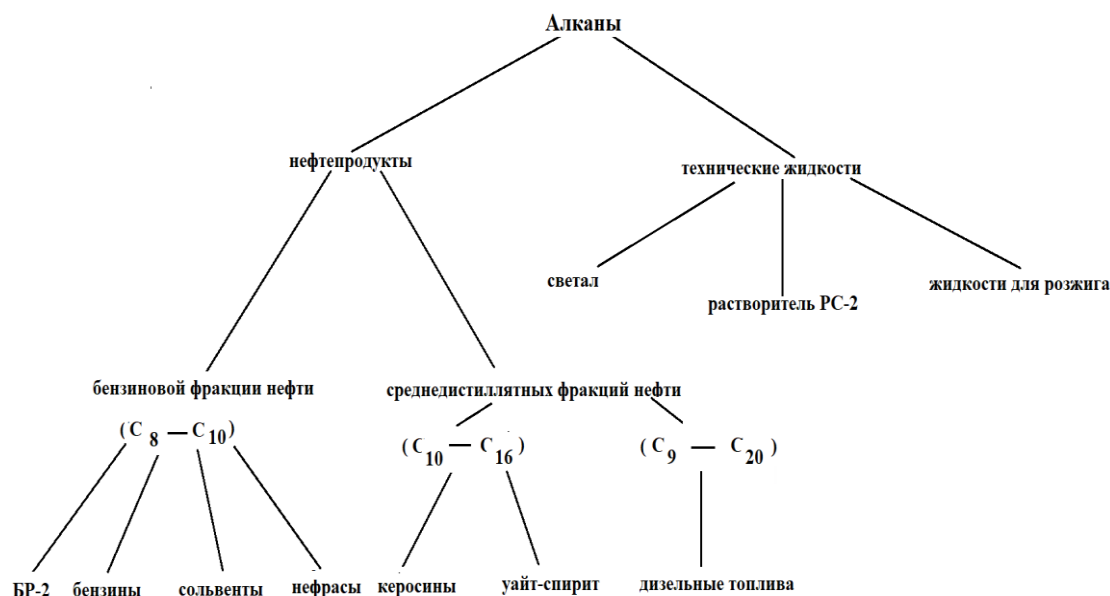 Алканы
нефтепродукты
технические жидкости
светал
растворитель РС-2
жидкости для розжига
бензиновой фракции нефти
среднедистиллятных фракций нефти
(C8 — C10)
(C10 — C16)
(C9 — C20)
БР-2
бензины
сольвенты
нефрасы
керосины
уайт-спирит
дизельные топлива